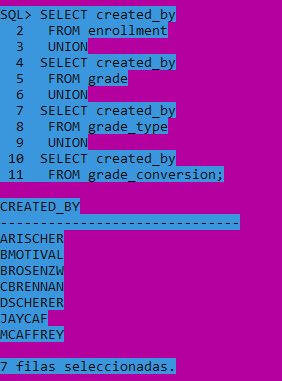 SQL> SELECT created_by
2 FROM enrollment
3 UNION
4 SELECT created_by
5 FROM grade
6 UNION
7 SELECT created_by
8 FROM grade_type
9 UNION
10 SELECT created_by
11 FROM grade_conversion;
CREATED_BY
------------------------------
ARISCHER
BMOTIVAL
BROSENZW
CBRENNAN
DSCHERER
JAYCAF
MCAFFREY
7 filas seleccionadas.